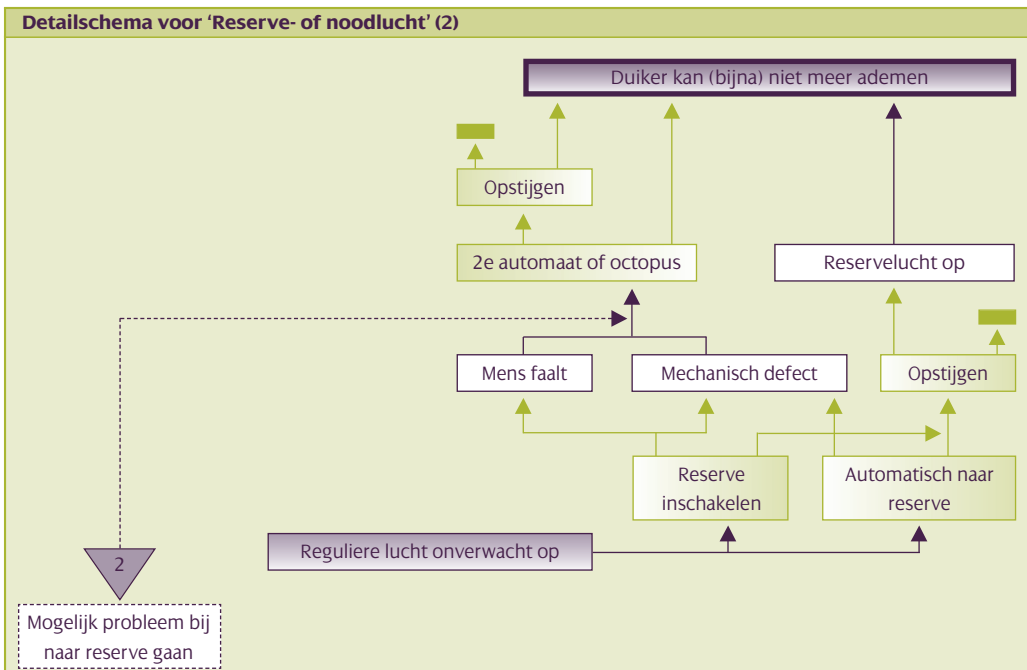 Detailschema voor ‘Reserve- of noodlucht’ (2)
Duiker kan (bijna) niet meer ademen
Opstijgen
2e automaat of octopus
Reservelucht op
Mens faalt
Mechanisch defect
Opstijgen
Reserve
inschakelen
Automatisch naar
reserve
Reguliere lucht onverwacht op
2
Mogelijk probleem bij
naar reserve gaan